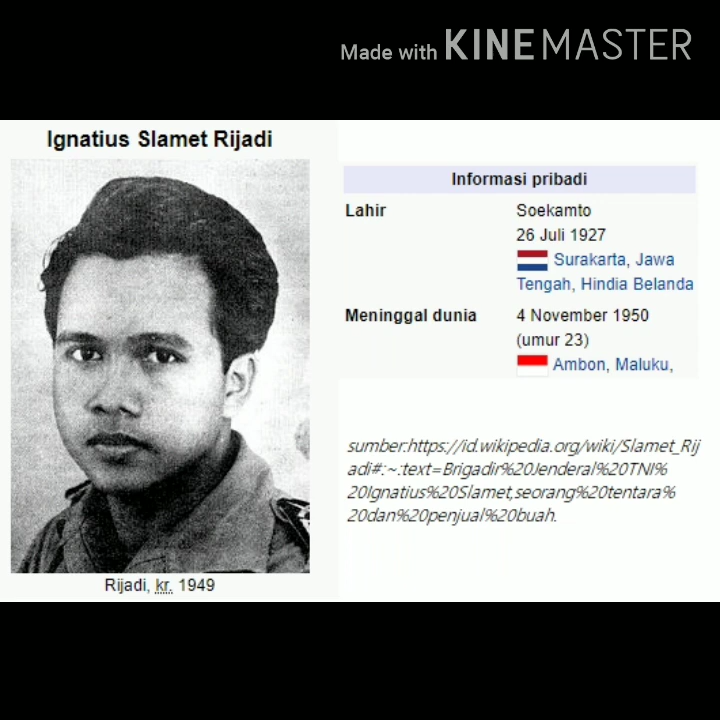 Made with KINEMASTER
Ignatius Slamet Rijadi
Informasi pribadi
Lahir
Soekamto
26 Juli 1927
Surakarta, Jawa
Tengah, Hindia Belanda
Meninggal dunia
4 November 1950
(umur 23)
Ambon, Maluku,
sumber:https://id.wikipedia.org/wiki/Slamet_Rij
adi#:~:text=Brigadir%20Jenderal%20TNI%
20Ignatius%20Slamet,seorang%20tentara%
20dan%20penjual%20buah.
Rijadi, kr. 1949